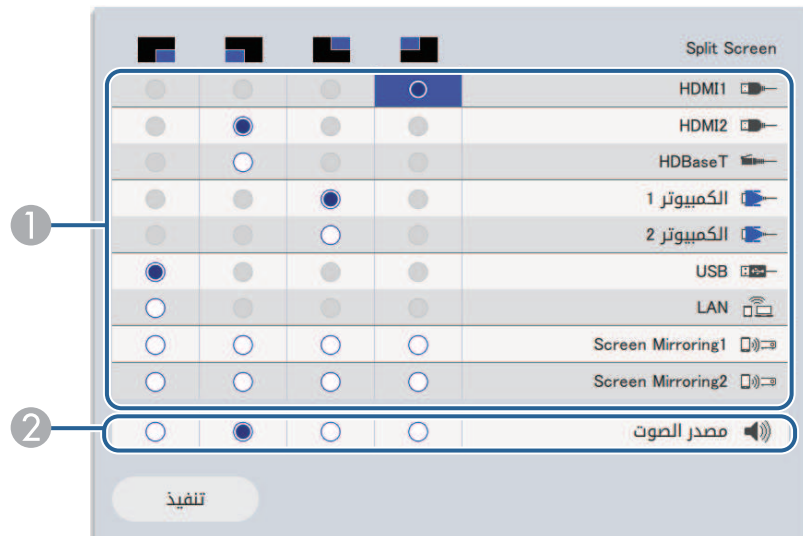 Split Screen
HDMI1
HDMI2
HDBaseT
الكمبيوتر 1
الكمبيوتر 2
USB
LAN
Screen Mirroring1
Screen Mirroring2
مصدر الصوت
تنفيذ
1
2